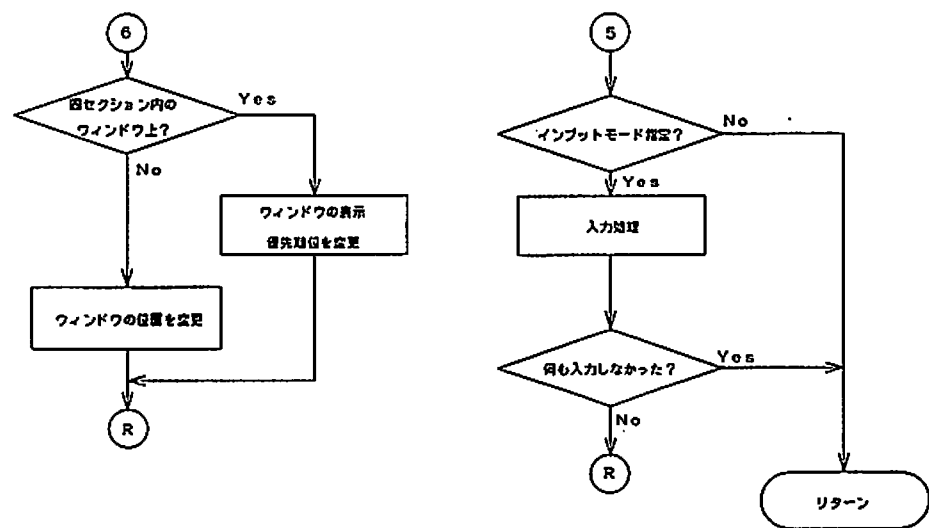 6
同セクション内の
ウィンドウ上?
Yes
No
ウィンドウの表示
優先順位を変更
ウィンドウの位置を変更
R
5
インプットモード指定?
No
Yes
入力処理
何も入力しなかった?
Yes
No
R
リターン